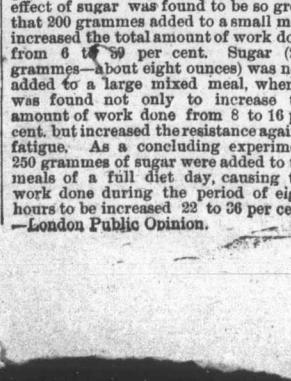 effect of sugar was found to be so gr
that 200 grammes added to a small m
increased the total amount of work do
from 6 to 39 per cent. Sugar (
grammes—about eight ounces) was n
added to a large mixed meal, when
was found not only to increase
amount of work done from 8 to 16
cent. but increased the resistance agai
fatigue. As a concluding experime
250 grammes of sugar were added to
meals of a full diet day, causing
work done during the period of eig
hours to be increased 22 to 36 per ce
—London Public Opinion.